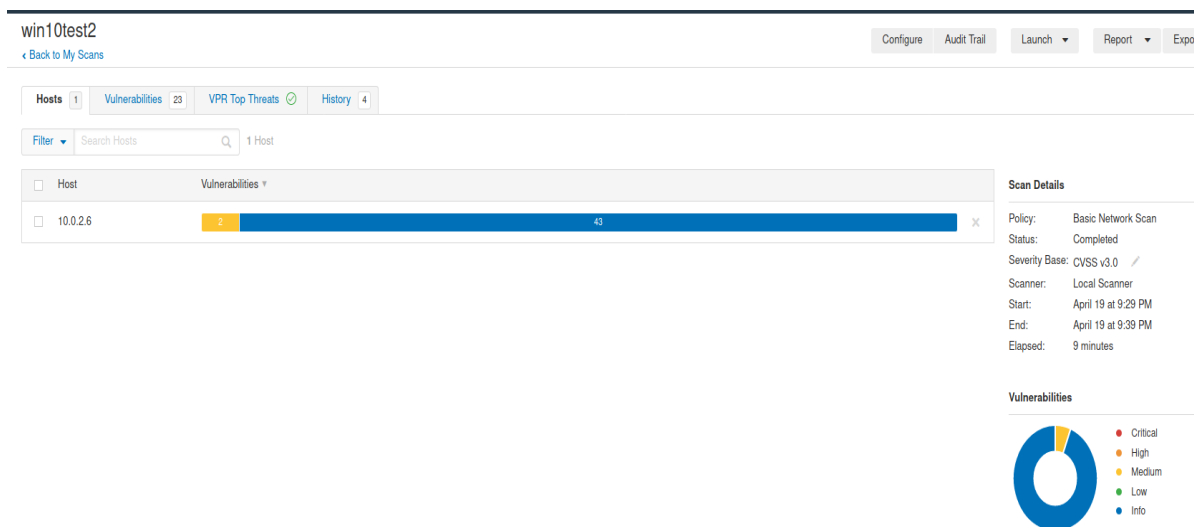 win10test2
Back to My Scans
Configure Audit Trail Launch Report Expo
Hosts 1 Vulnerabilities 23 VPR Top Threats History 4
Filter Search Hosts 1 Host
Host Vulnerabilities
10.0.2.6 2 43
Scan Details
Policy: Basic Network Scan
Status: Completed
Severity Base: CVSS v3.0
Scanner: Local Scanner
Start: April 19 at 9:29 PM
End: April 19 at 9:39 PM
Elapsed: 9 minutes
Vulnerabilities
Critical
High
Medium
Low
Info